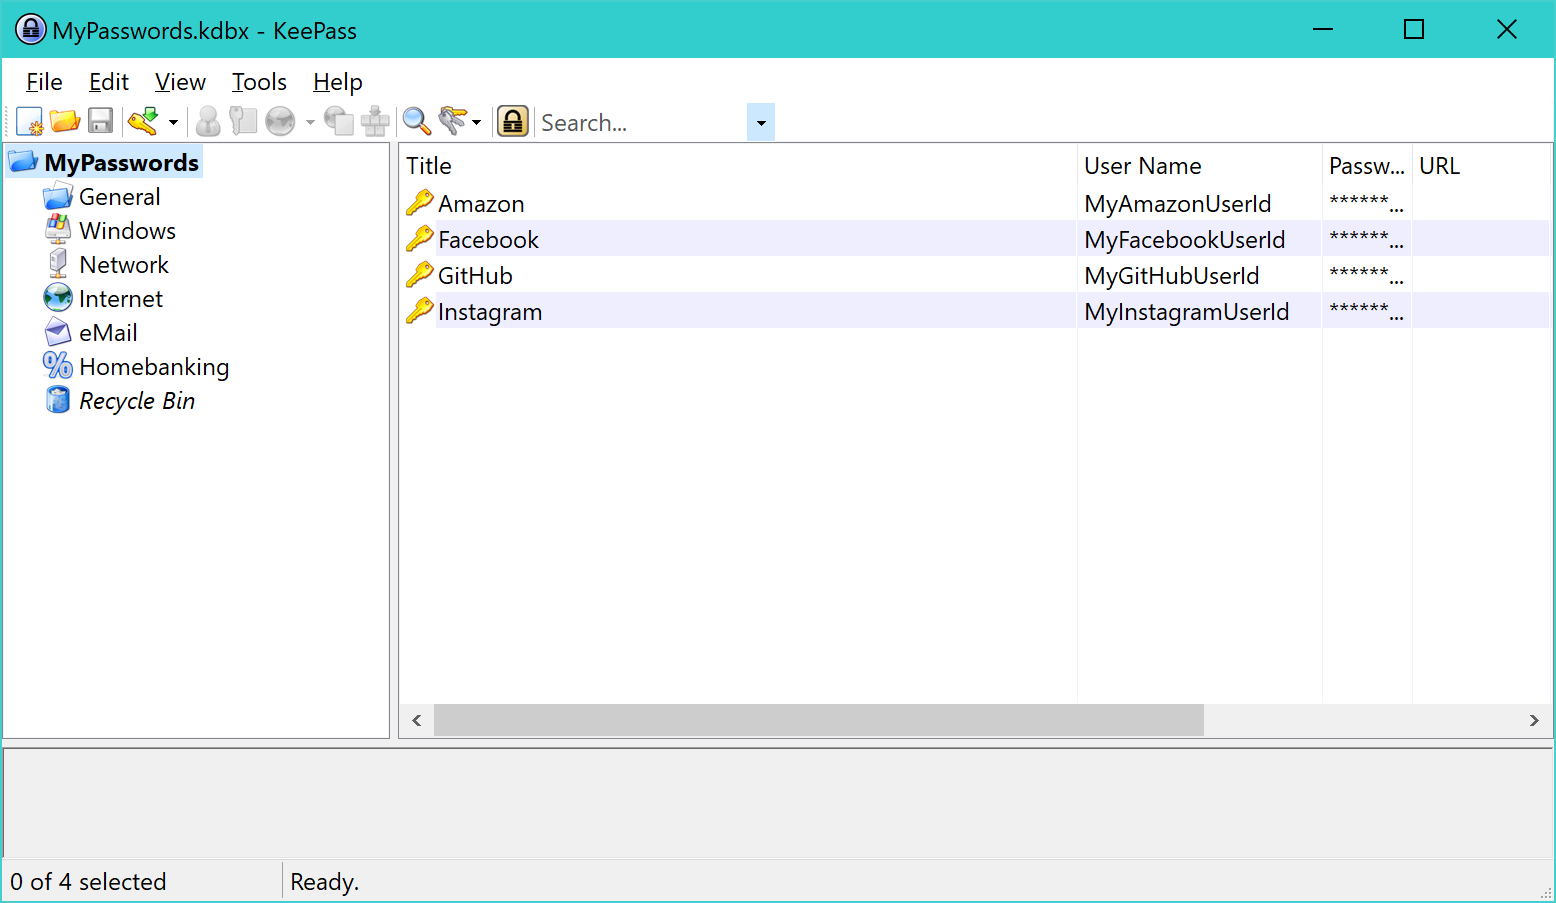 MyPasswords.kdbx - KeePass
File Edit View Tools Help
Search...
MyPasswords
General
Windows
Network
Internet
eMail
Homebanking
Recycle Bin
Title User Name Passw... URL
Amazon MyAmazonUserId ******...
Facebook MyFacebookUserId ******...
GitHub MyGitHubUserId ******...
Instagram MyInstagramUserId ******...
0 of 4 selected Ready.